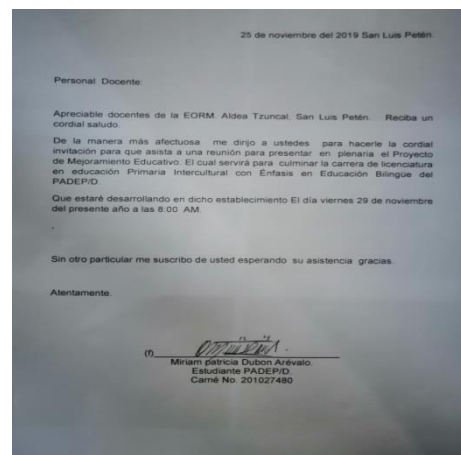 25 de noviembre del 2019 San Luis Petén.
Personal Docente:
Apreciable docentes de la EORM. Aldea Tzuncal, San Luis Petén. Reciba un
cordial saludo.
De la manera más afectuosa me dirijo a ustedes para hacerle la cordial
invitación para que asista a una reunión para presentar en plenaria el Proyecto
de Mejoramiento Educativo. El cual servirá para culminar la carrera de licenciatura
en educación Primaria Intercultural con Énfasis en Educación Bilingüe del
PADEP/D.
Que estaré desarrollando en dicho establecimiento El día viernes 29 de noviembre
del presente año a las 8:00 AM.
.
Sin otro particular me suscribo de usted esperando su asistencia gracias.
Atentamente.
(f)
Miriam patricia Dubon Arévalo.
Estudiante PADEP/D.
Carné No. 201027480